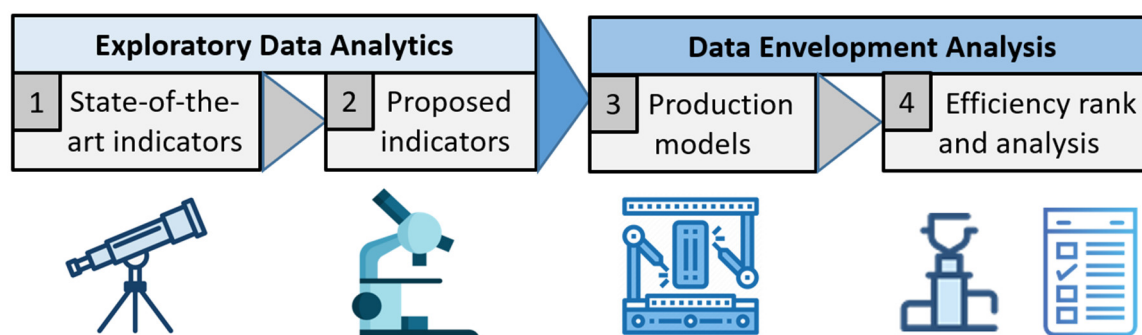 Exploratory Data Analytics
Data Envelopment Analysis
1 State-of-the-
art indicators
2 Proposed
indicators
3 Production
models
4 Efficiency rank
and analysis